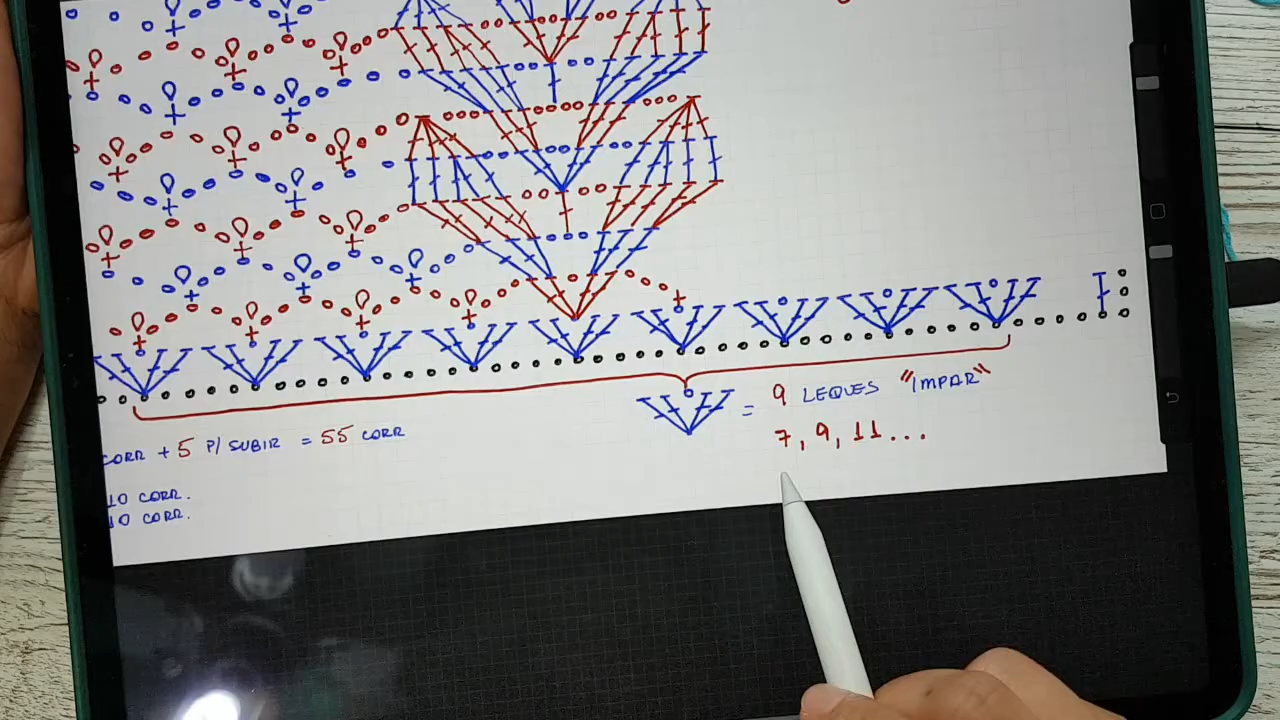 = 9 LEQUES "IMPAR"
7, 9, 11...
CORR + 5 P/ SUBIR = 55 CORR
10 CORR.
10 CORR.